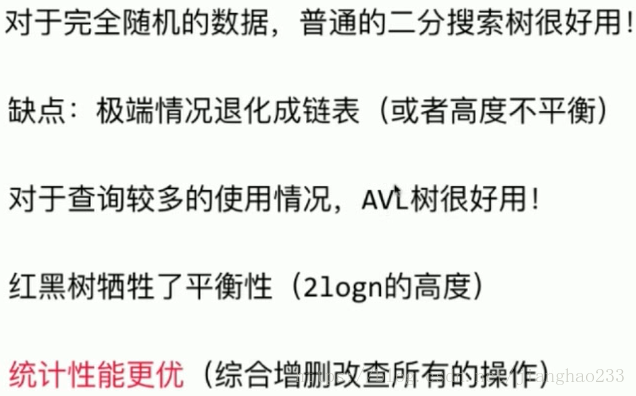 对于完全随机的数据，普通的二分搜索树很好用！
缺点：极端情况退化成链表（或者高度不平衡）
对于查询较多的使用情况，AVL树很好用！
红黑树牺牲了平衡性（2logn的高度）
统计性能更优（综合增删改查所有的操作）